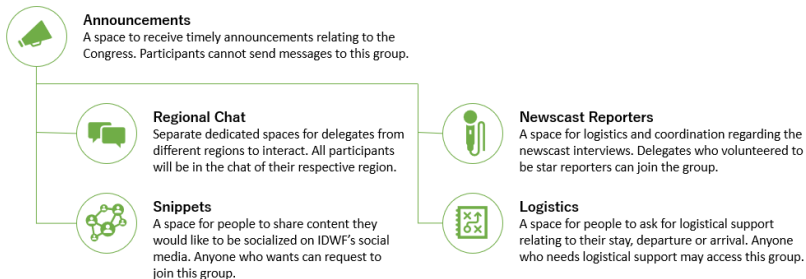 Announcements
A space to receive timely announcements relating to the
Congress. Participants cannot send messages to this group.
Regional Chat
Separate dedicated spaces for delegates from
different regions to interact. All participants
will be in the chat of their respective region.
Newscast Reporters
A space for logistics and coordination regarding the
newscast interviews. Delegates who volunteered to
be star reporters can join the group.
Snippets
A space for people to share content they
would like to be socialized on IDWF's social
media. Anyone who wants can request to
join this group.
Logistics
A space for people to ask for logistical support
relating to their stay, departure or arrival. Anyone
who needs logistical support may access this group.